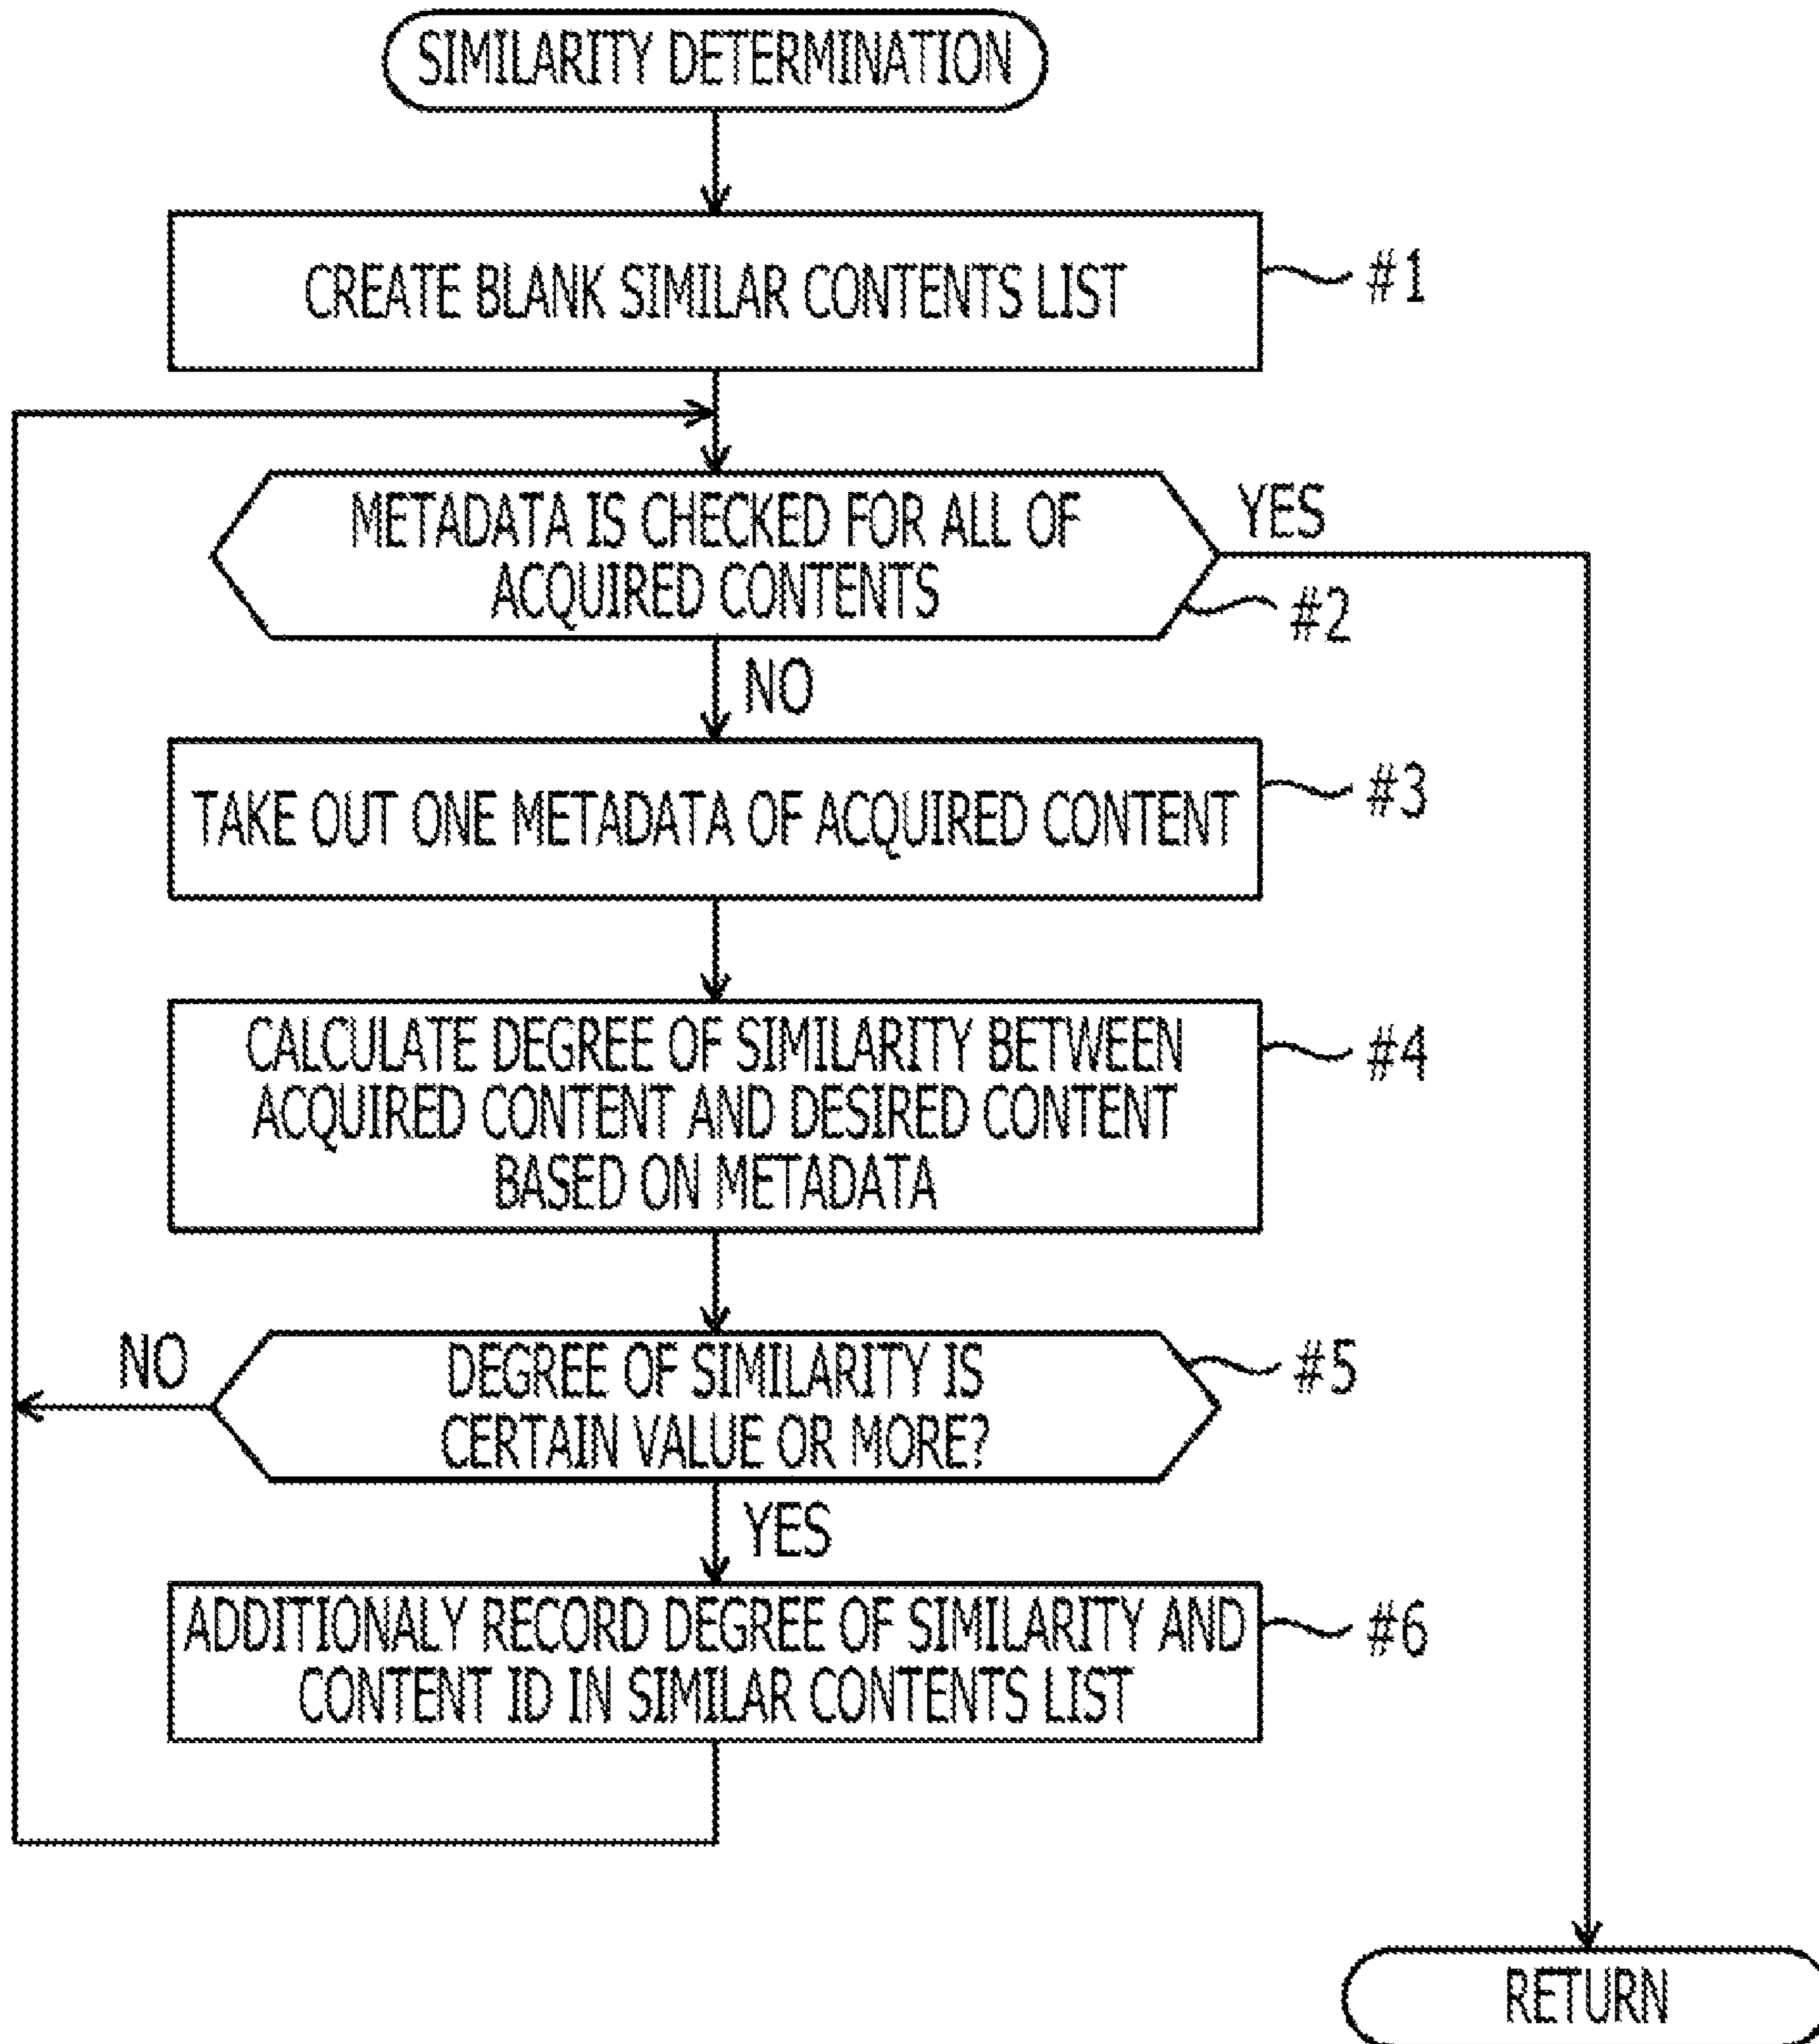 SIMILARITY DETERMINATION
CREATE BLANK SIMILAR CONTENTS LIST
#1
METADATA IS CHECKED FOR ALL OF
ACQUIRED CONTENTS
YES
#2
NO
TAKE OUT ONE METADATA OF ACQUIRED CONTENT
#3
CALCULATE DEGREE OF SIMILARITY BETWEEN
ACQUIRED CONTENT AND DESIRED CONTENT
BASED ON METADATA
#4
NO
DEGREE OF SIMILARITY IS
CERTAIN VALUE OR MORE?
#5
YES
ADDITIONALY RECORD DEGREE OF SIMILARITY AND
CONTENT ID IN SIMILAR CONTENTS LIST
#6
RETURN